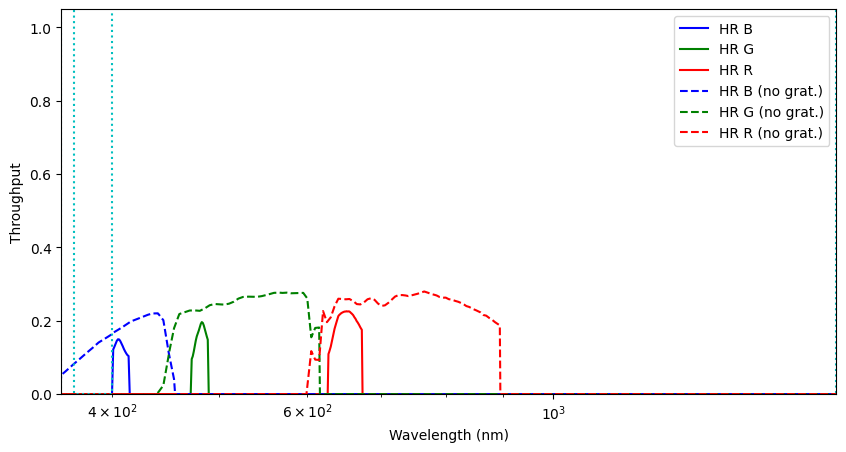 1.0
0.8
0.6
0.4
0.2
0.0
Throughput
HR B
HR G
HR R
HR B (no grat.)
HR G (no grat.)
HR R (no grat.)
4 × 10²
6 × 10²
10³
Wavelength (nm)